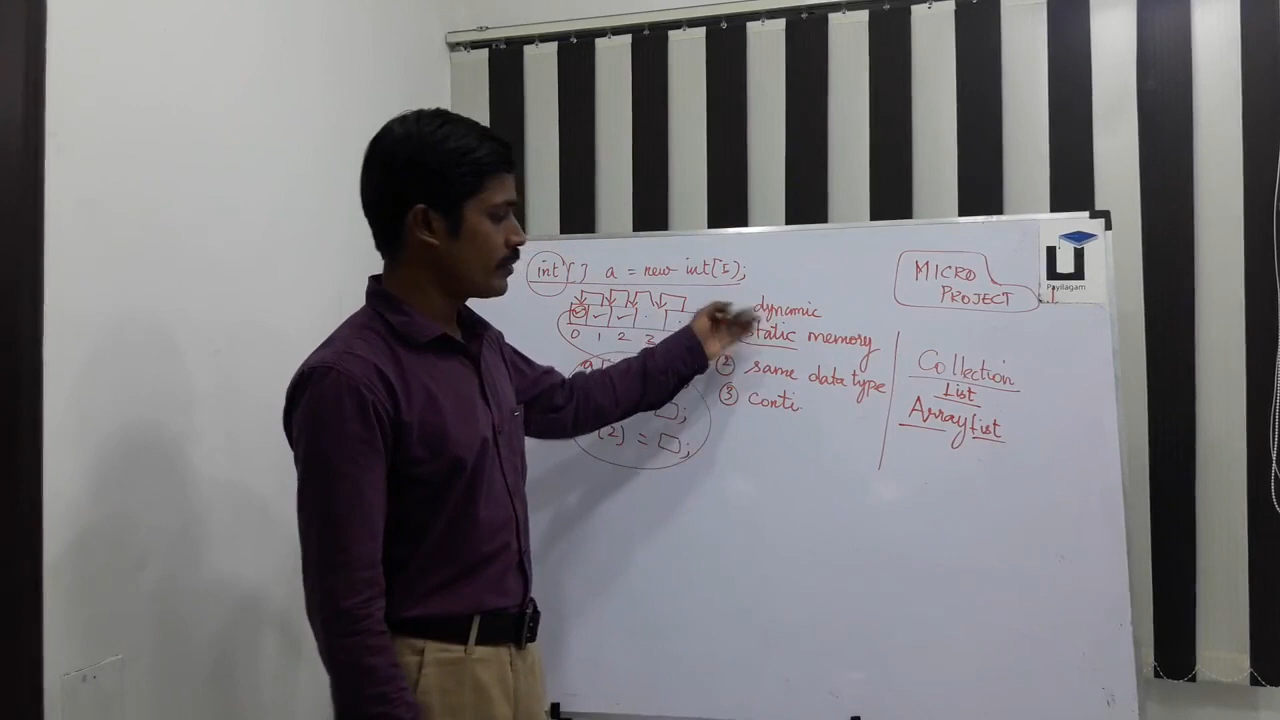 int[] a = new int[5];
0 1 2 3
a
(2) = ;
dynamic
static memory
② same data type
③ conti.
MICRO
PROJECT
Payilagam
Collection
List
ArrayList